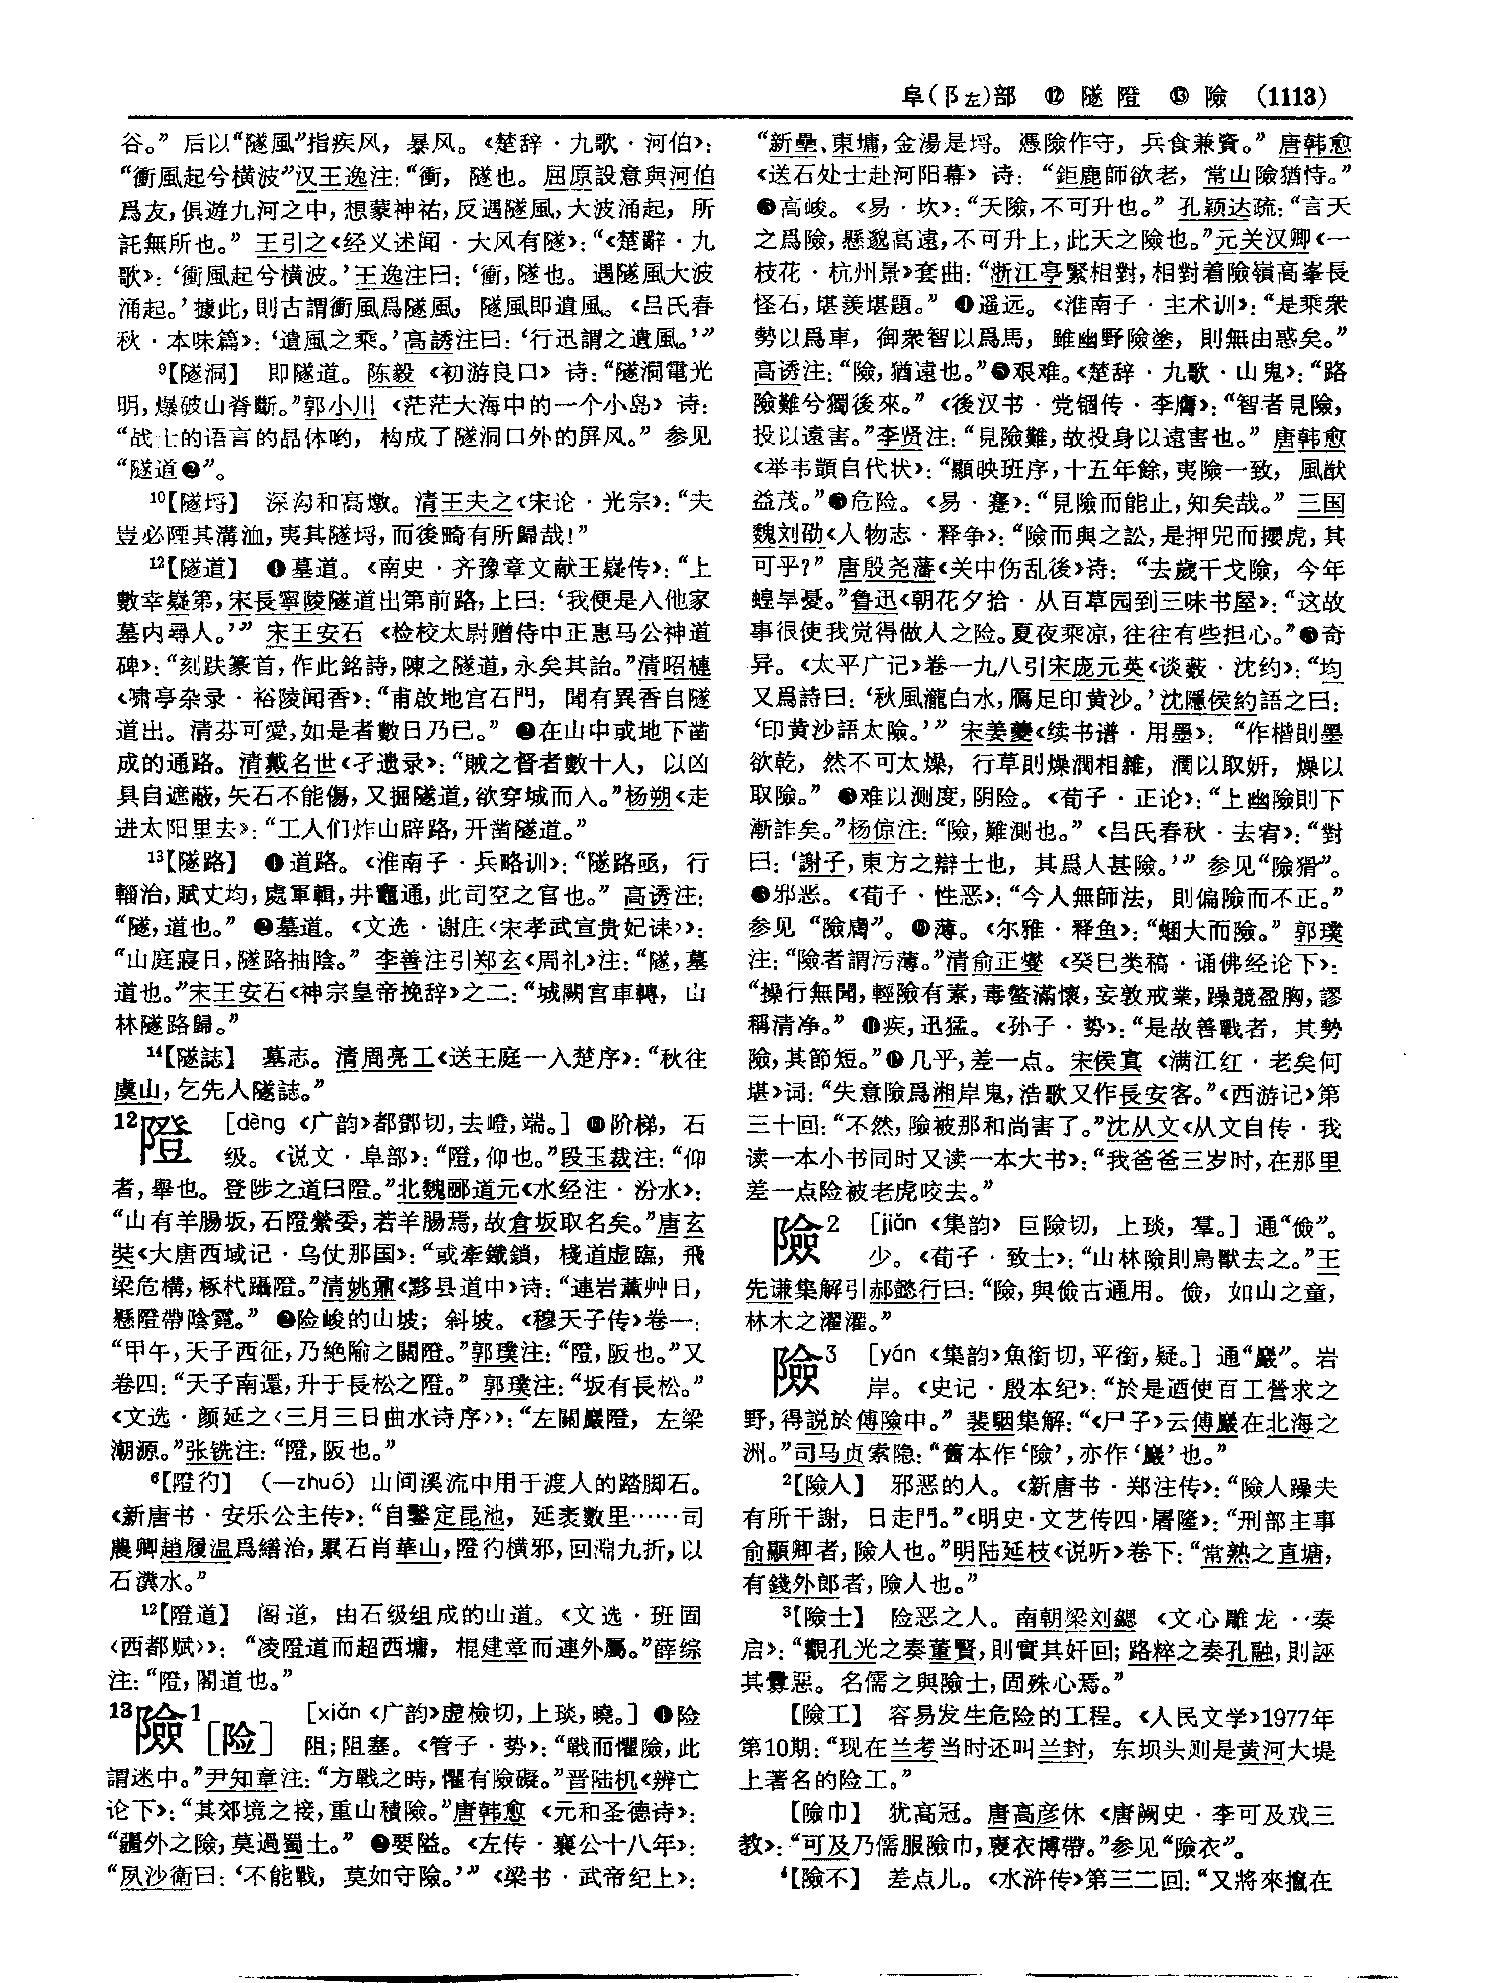 阜(阝左)部 ⑫ 隧 隥 ⑬ 險 (1113)
谷。”后以“隧風”指疾风，暴风。《楚辞·九歌·河伯》：
“衝風起兮横波”汉王逸注：“衝，隧也。屈原設意與河伯
爲友，俱遊九河之中，想蒙神祐，反遇隧風，大波涌起，所
託無所也。”王引之《经义述闻·大风有隧》：“《楚辭·九
歌》：‘衝風起兮横波。’王逸注曰：‘衝，隧也。遇隧風大波
涌起。’據此，則古謂衝風爲隧風，隧風即遺風。《吕氏春
秋·本味篇》：‘遺風之乘。’高誘注曰：‘行迅謂之遺風。’”
9【隧洞】 即隧道。陈毅《初游良口》诗：“隧洞電光
明，爆破山脊斷。”郭小川《茫茫大海中的一个小岛》诗：
“战士的语言的晶体哟，构成了隧洞口外的屏风。”参见
“隧道❷”。
10【隧埒】 深沟和高墩。清王夫之《宋论·光宗》：“夫
豈必陻其溝洫，夷其隧埒，而後畸有所歸哉！”
12【隧道】 ❶墓道。《南史·齐豫章文献王嶷传》：“上
數幸嶷第，宋長寧陵隧道出第前路，上曰：‘我便是入他家
墓内尋人。’”宋王安石《检校太尉赠侍中正惠马公神道
碑》：“刻趺篆首，作此銘詩，陳之隧道，永矣其詒。”清昭槤
《啸亭杂录·裕陵闻香》：“甫啟地宫石門，聞有異香自隧
道出。清芬可愛，如是者數日乃已。”❷在山中或地下凿
成的通路。清戴名世《孑遗录》：“賊之督者數十人，以凶
具自遮蔽，矢石不能傷，又掘隧道，欲穿城而入。”杨朔《走
进太阳里去》：“工人们炸山辟路，开凿隧道。”
13【隧路】 ❶道路。《淮南子·兵略训》：“隧路亟，行
輜治，賦丈均，處軍輯，井竈通，此司空之官也。”高诱注：
“隧，道也。”❷墓道。《文选·谢庄〈宋孝武宣贵妃诔〉》：
“山庭寢日，隧路抽陰。”李善注引郑玄《周礼》注：“隧，墓
道也。”宋王安石《神宗皇帝挽辞》之二：“城闕宫車轉，山
林隧路歸。”
14【隧誌】 墓志。清周亮工《送王庭一入楚序》：“秋往
虞山，乞先人隧誌。”
12隥 [dèng《广韵》都鄧切，去嶝，端。]❶阶梯，石
级。《说文·阜部》：“隥，仰也。”段玉裁注：“仰
者，舉也。登陟之道曰隥。”北魏郦道元《水经注·汾水》：
“山有羊腸坂，石隥縈委，若羊腸焉，故倉坂取名矣。”唐玄
奘《大唐西域记·乌仗那国》：“或牽鐵鎖，棧道虚臨，飛
梁危構，椓杙躡隥。”清姚鼐《黟县道中》诗：“連岩薰艸日，
懸隥帶陰霓。”❷险峻的山坡；斜坡。《穆天子传》卷一：
“甲午，天子西征，乃絶隃之關隥。”郭璞注：“隥，阪也。”又
卷四：“天子南還，升于長松之隥。”郭璞注：“坂有長松。”
《文选·颜延之〈三月三日曲水诗序〉》：“左關巖隥，右梁
潮源。”张铣注：“隥，阪也。”
6【隥彴】 （—zhuó）山间溪流中用于渡人的踏脚石。
《新唐书·安乐公主传》：“自鑿定昆池，延袤數里……司
農卿趙履温爲繕治，累石肖華山，隥彴横邪，回淵九折，以
石瀵水。”
12【隥道】 阁道，由石级组成的山道。《文选·班固
〈西都赋〉》：“凌隥道而超西墉，棍建章而連外屬。”薛综
注：“隥，閣道也。”
13險1[险] [xiǎn《广韵》虚檢切，上琰，曉。]❶险
阻；阻塞。《管子·势》：“戰而懼險，此
謂迷中。”尹知章注：“方戰之時，懼有險礙。”晋陆机《辨亡
论下》：“其郊境之接，重山積險。”唐韩愈《元和圣德诗》：
“疆外之險，莫過蜀土。”❷要隘。《左传·襄公十八年》：
“夙沙衛曰：‘不能戰，莫如守險。’”《梁书·武帝纪上》：
“新壘、東墉，金湯是埒。憑險作守，兵食兼資。”唐韩愈
《送石处士赴河阳幕》诗：“鉅鹿師欲老，常山險猶恃。”
❸高峻。《易·坎》：“天險，不可升也。”孔颖达疏：“言天
之爲險，懸邈高遠，不可升上，此天之險也。”元关汉卿《一
枝花·杭州景》套曲：“浙江亭緊相對，相對着險嶺高峯長
怪石，堪羨堪題。”❹遥远。《淮南子·主术训》：“是乘衆
勢以爲車，御衆智以爲馬，雖幽野險塗，則無由惑矣。”
高诱注：“險，猶遠也。”❺艰难。《楚辞·九歌·山鬼》：“路
險難兮獨後來。”《後汉书·党锢传·李膺》：“智者見險，
投以遠害。”李贤注：“見險難，故投身以遠害也。”唐韩愈
《举韦顗自代状》：“顯映班序，十五年餘，夷險一致，風猷
益茂。”❻危险。《易·蹇》：“見險而能止，知矣哉。”三国
魏刘劭《人物志·释争》：“險而與之訟，是押兕而攖虎，其
可乎？”唐殷尧藩《关中伤乱後》诗：“去歲干戈險，今年
蝗旱憂。”鲁迅《朝花夕拾·从百草园到三味书屋》：“这故
事很使我觉得做人之险。夏夜乘凉，往往有些担心。”❼奇
异。《太平广记》卷一九八引宋庞元英《谈薮·沈约》：“均
又爲詩曰：‘秋風瀧白水，鴈足印黄沙。’沈隱侯約語之曰：
‘印黄沙語太險。’”宋姜夔《续书谱·用墨》：“作楷則墨
欲乾，然不可太燥，行草則燥潤相雜，潤以取妍，燥以
取險。”❽难以测度，阴险。《荀子·正论》：“上幽險則下
漸詐矣。”杨倞注：“險，難測也。”《吕氏春秋·去宥》：“對
曰：‘謝子，東方之辯士也，其爲人甚險。’”参见“險猾”。
❾邪恶。《荀子·性恶》：“今人無師法，則偏險而不正。”
参见“險膚”。❿薄。《尔雅·释鱼》：“蜠大而險。”郭璞
注：“險者謂污薄。”清俞正燮《癸巳类稿·诵佛经论下》：
“操行無聞，輕險有素，毒螫滿懷，妄敦戒業，躁競盈胸，謬
稱清净。”⓫疾，迅猛。《孙子·势》：“是故善戰者，其勢
險，其節短。”⓬几乎，差一点。宋侯寘《满江红·老矣何
堪》词：“失意險爲湘岸鬼，浩歌又作長安客。”《西游记》第
三十回：“不然，險被那和尚害了。”沈从文《从文自传·我
读一本小书同时又读一本大书》：“我爸爸三岁时，在那里
差一点险被老虎咬去。”
險2 [jiǎn《集韵》巨險切，上琰，羣。]通“儉”。
少。《荀子·致士》：“山林險則鳥獸去之。”王
先谦集解引郝懿行曰：“險，與儉古通用。儉，如山之童，
林木之濯濯。”
險3 [yán《集韵》魚銜切，平銜，疑。]通“巖”。岩
岸。《史记·殷本纪》：“於是迺使百工營求之
野，得説於傅險中。”裴駰集解：“《尸子》云傅巖在北海之
洲。”司马贞索隐：“舊本作‘險’，亦作‘巖’也。”
2【險人】 邪恶的人。《新唐书·郑注传》：“險人躁夫
有所干謝，日走門。”《明史·文艺传四·屠隆》：“刑部主事
俞顯卿者，險人也。”明陆延枝《说听》卷下：“常熟之直塘，
有錢外郎者，險人也。”
3【險士】 险恶之人。南朝梁刘勰《文心雕龙·奏
启》：“觀孔光之奏董賢，則實其奸回；路粹之奏孔融，則誣
其釁惡。名儒之與險士，固殊心焉。”
【險工】 容易发生危险的工程。《人民文学》1977年
第10期：“现在兰考当时还叫兰封，东坝头则是黄河大堤
上著名的险工。”
【險巾】 犹高冠。唐高彦休《唐阙史·李可及戏三
教》：“可及乃儒服險巾，褒衣博帶。”参见“險衣”。
4【險不】 差点儿。《水浒传》第三二回：“又將來攛在